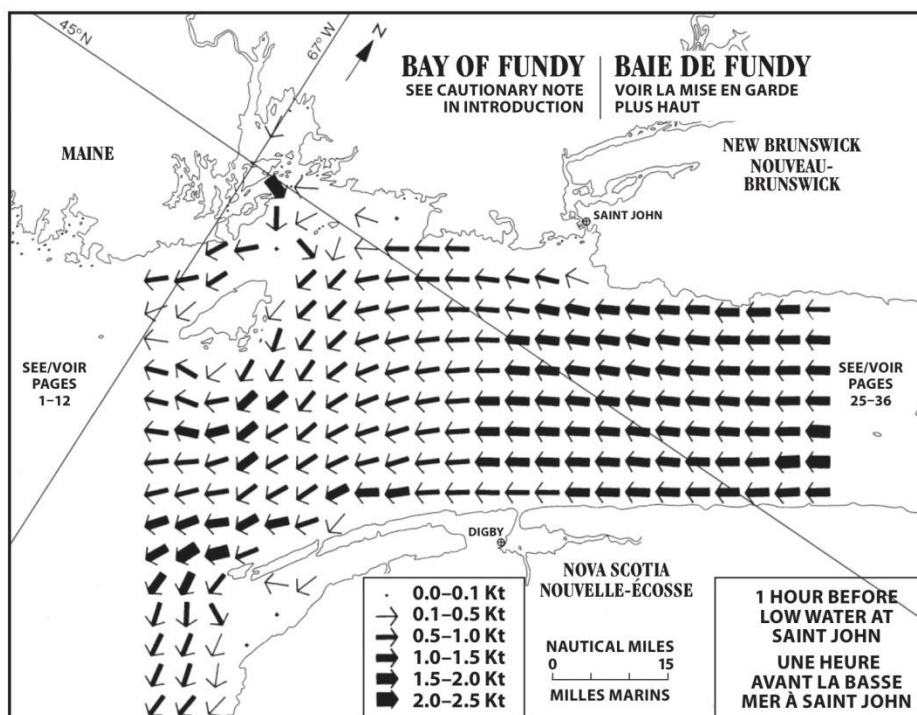 45°N
67°W
Z
BAY OF FUNDY
SEE CAUTIONARY NOTE
IN INTRODUCTION
BAIE DE FUNDY
VOIR LA MISE EN GARDE
PLUS HAUT
MAINE
NEW BRUNSWICK
NOUVEAU-
BRUNSWICK
SAINT JOHN
SEE/VOIR
PAGES
1–12
SEE/VOIR
PAGES
25–36
DIGBY
NOVA SCOTIA
NOUVELLE-ÉCOSSE
0.0–0.1 Kt
0.1–0.5 Kt
0.5–1.0 Kt
1.0–1.5 Kt
1.5–2.0 Kt
2.0–2.5 Kt
NAUTICAL MILES
0 15
MILLES MARINS
1 HOUR BEFORE
LOW WATER AT
SAINT JOHN
UNE HEURE
AVANT LA BASSE
MER À SAINT JOHN